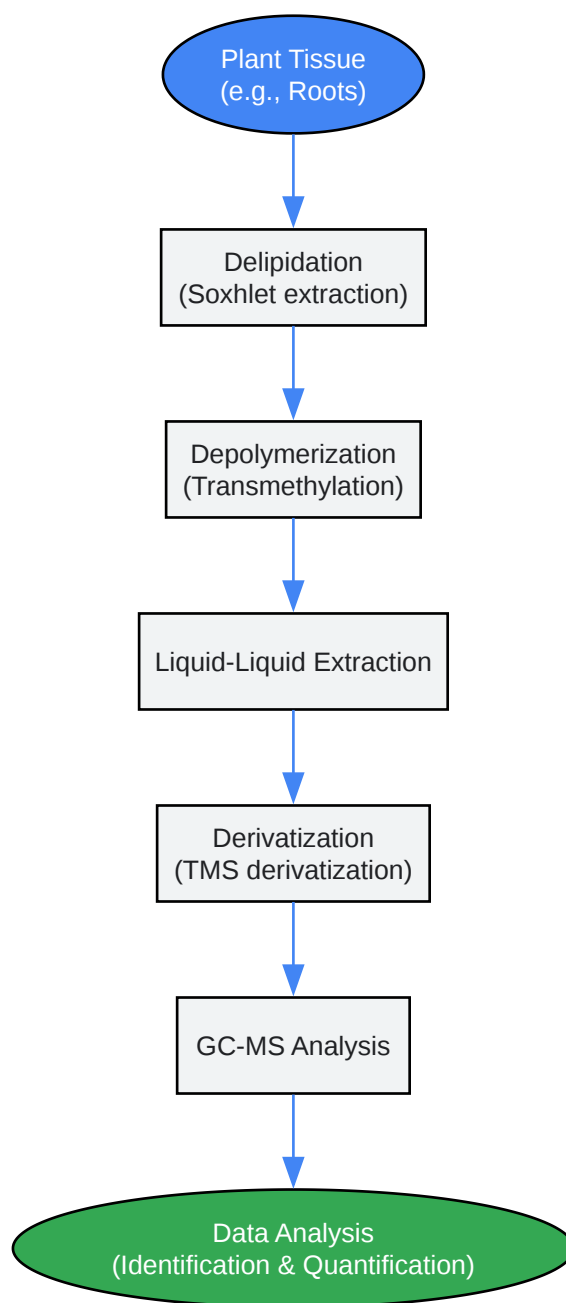 Plant Tissue
(e.g., Roots)
Delipidation
(Soxhlet extraction)
Depolymerization
(Transmethylation)
Liquid-Liquid Extraction
Derivatization
(TMS derivatization)
GC-MS Analysis
Data Analysis
(Identification & Quantification)